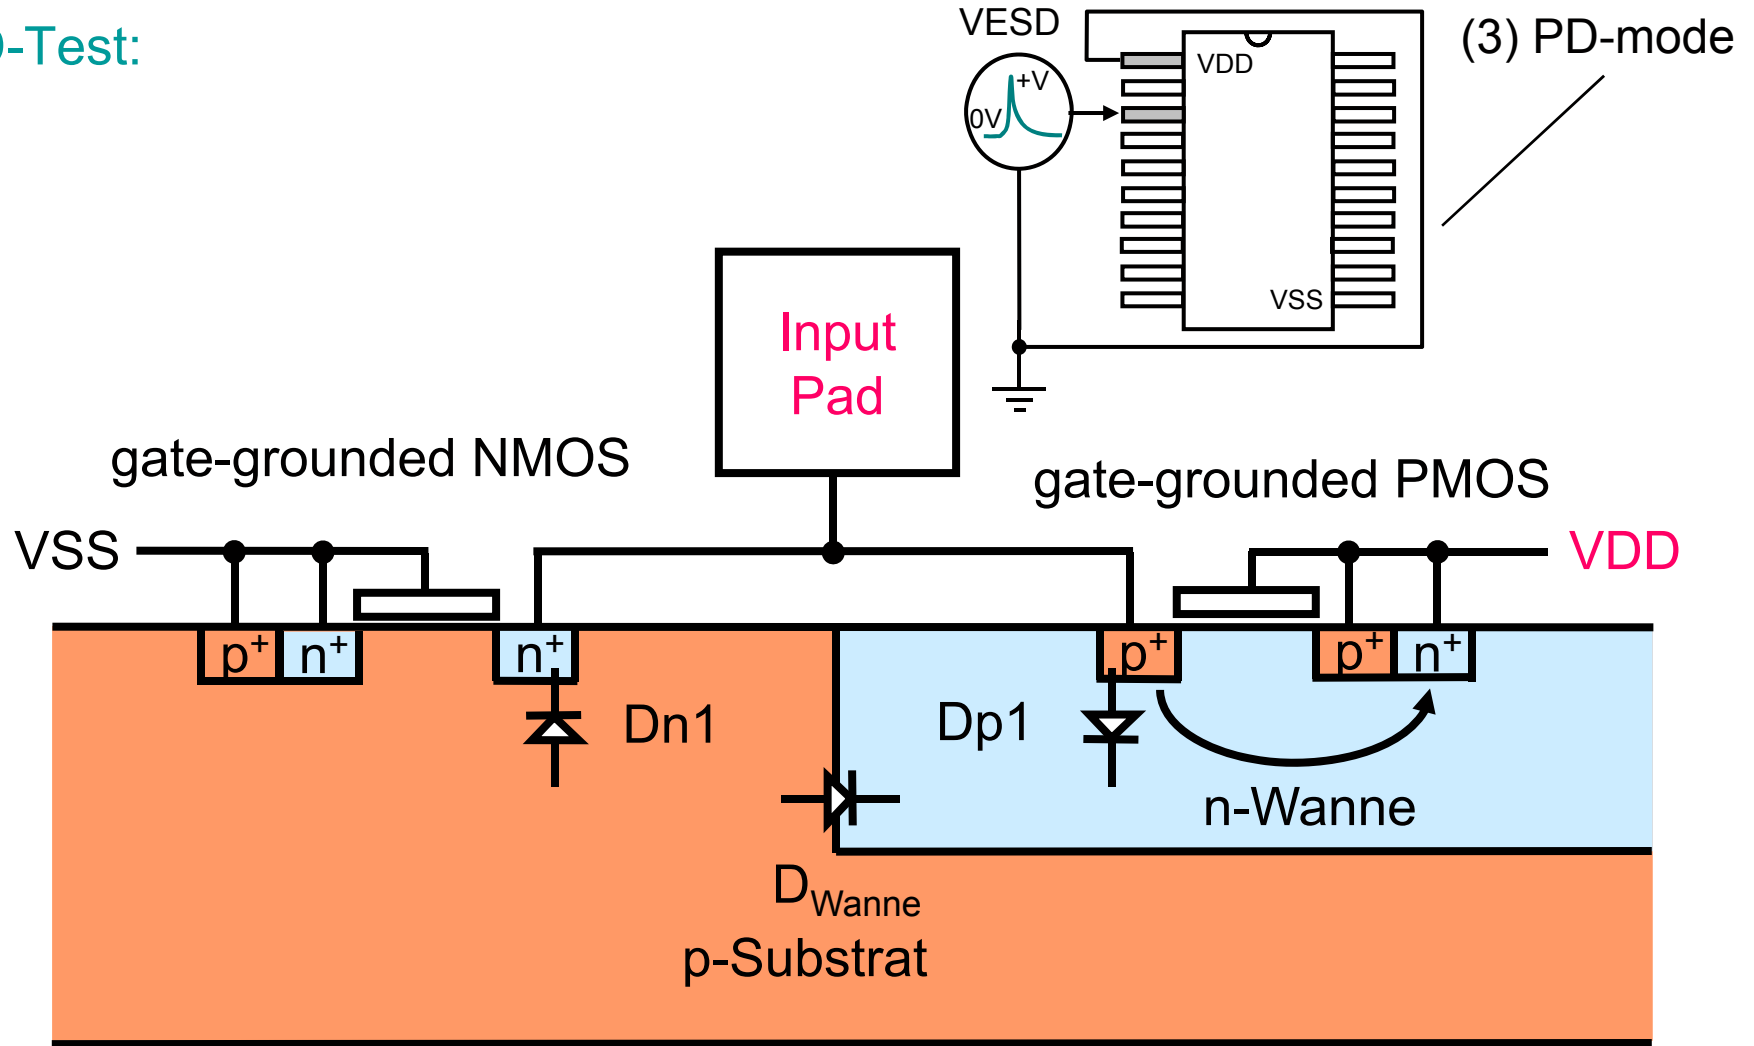 D-Test:
VESD
(3) PD-mode
VDD
+V
0V
VSS
Input
Pad
gate-grounded NMOS
gate-grounded PMOS
VSS
VDD
p+
n+
n+
p+
p+
n+
Dn1
Dp1
n-Wanne
DWanne
p-Substrat